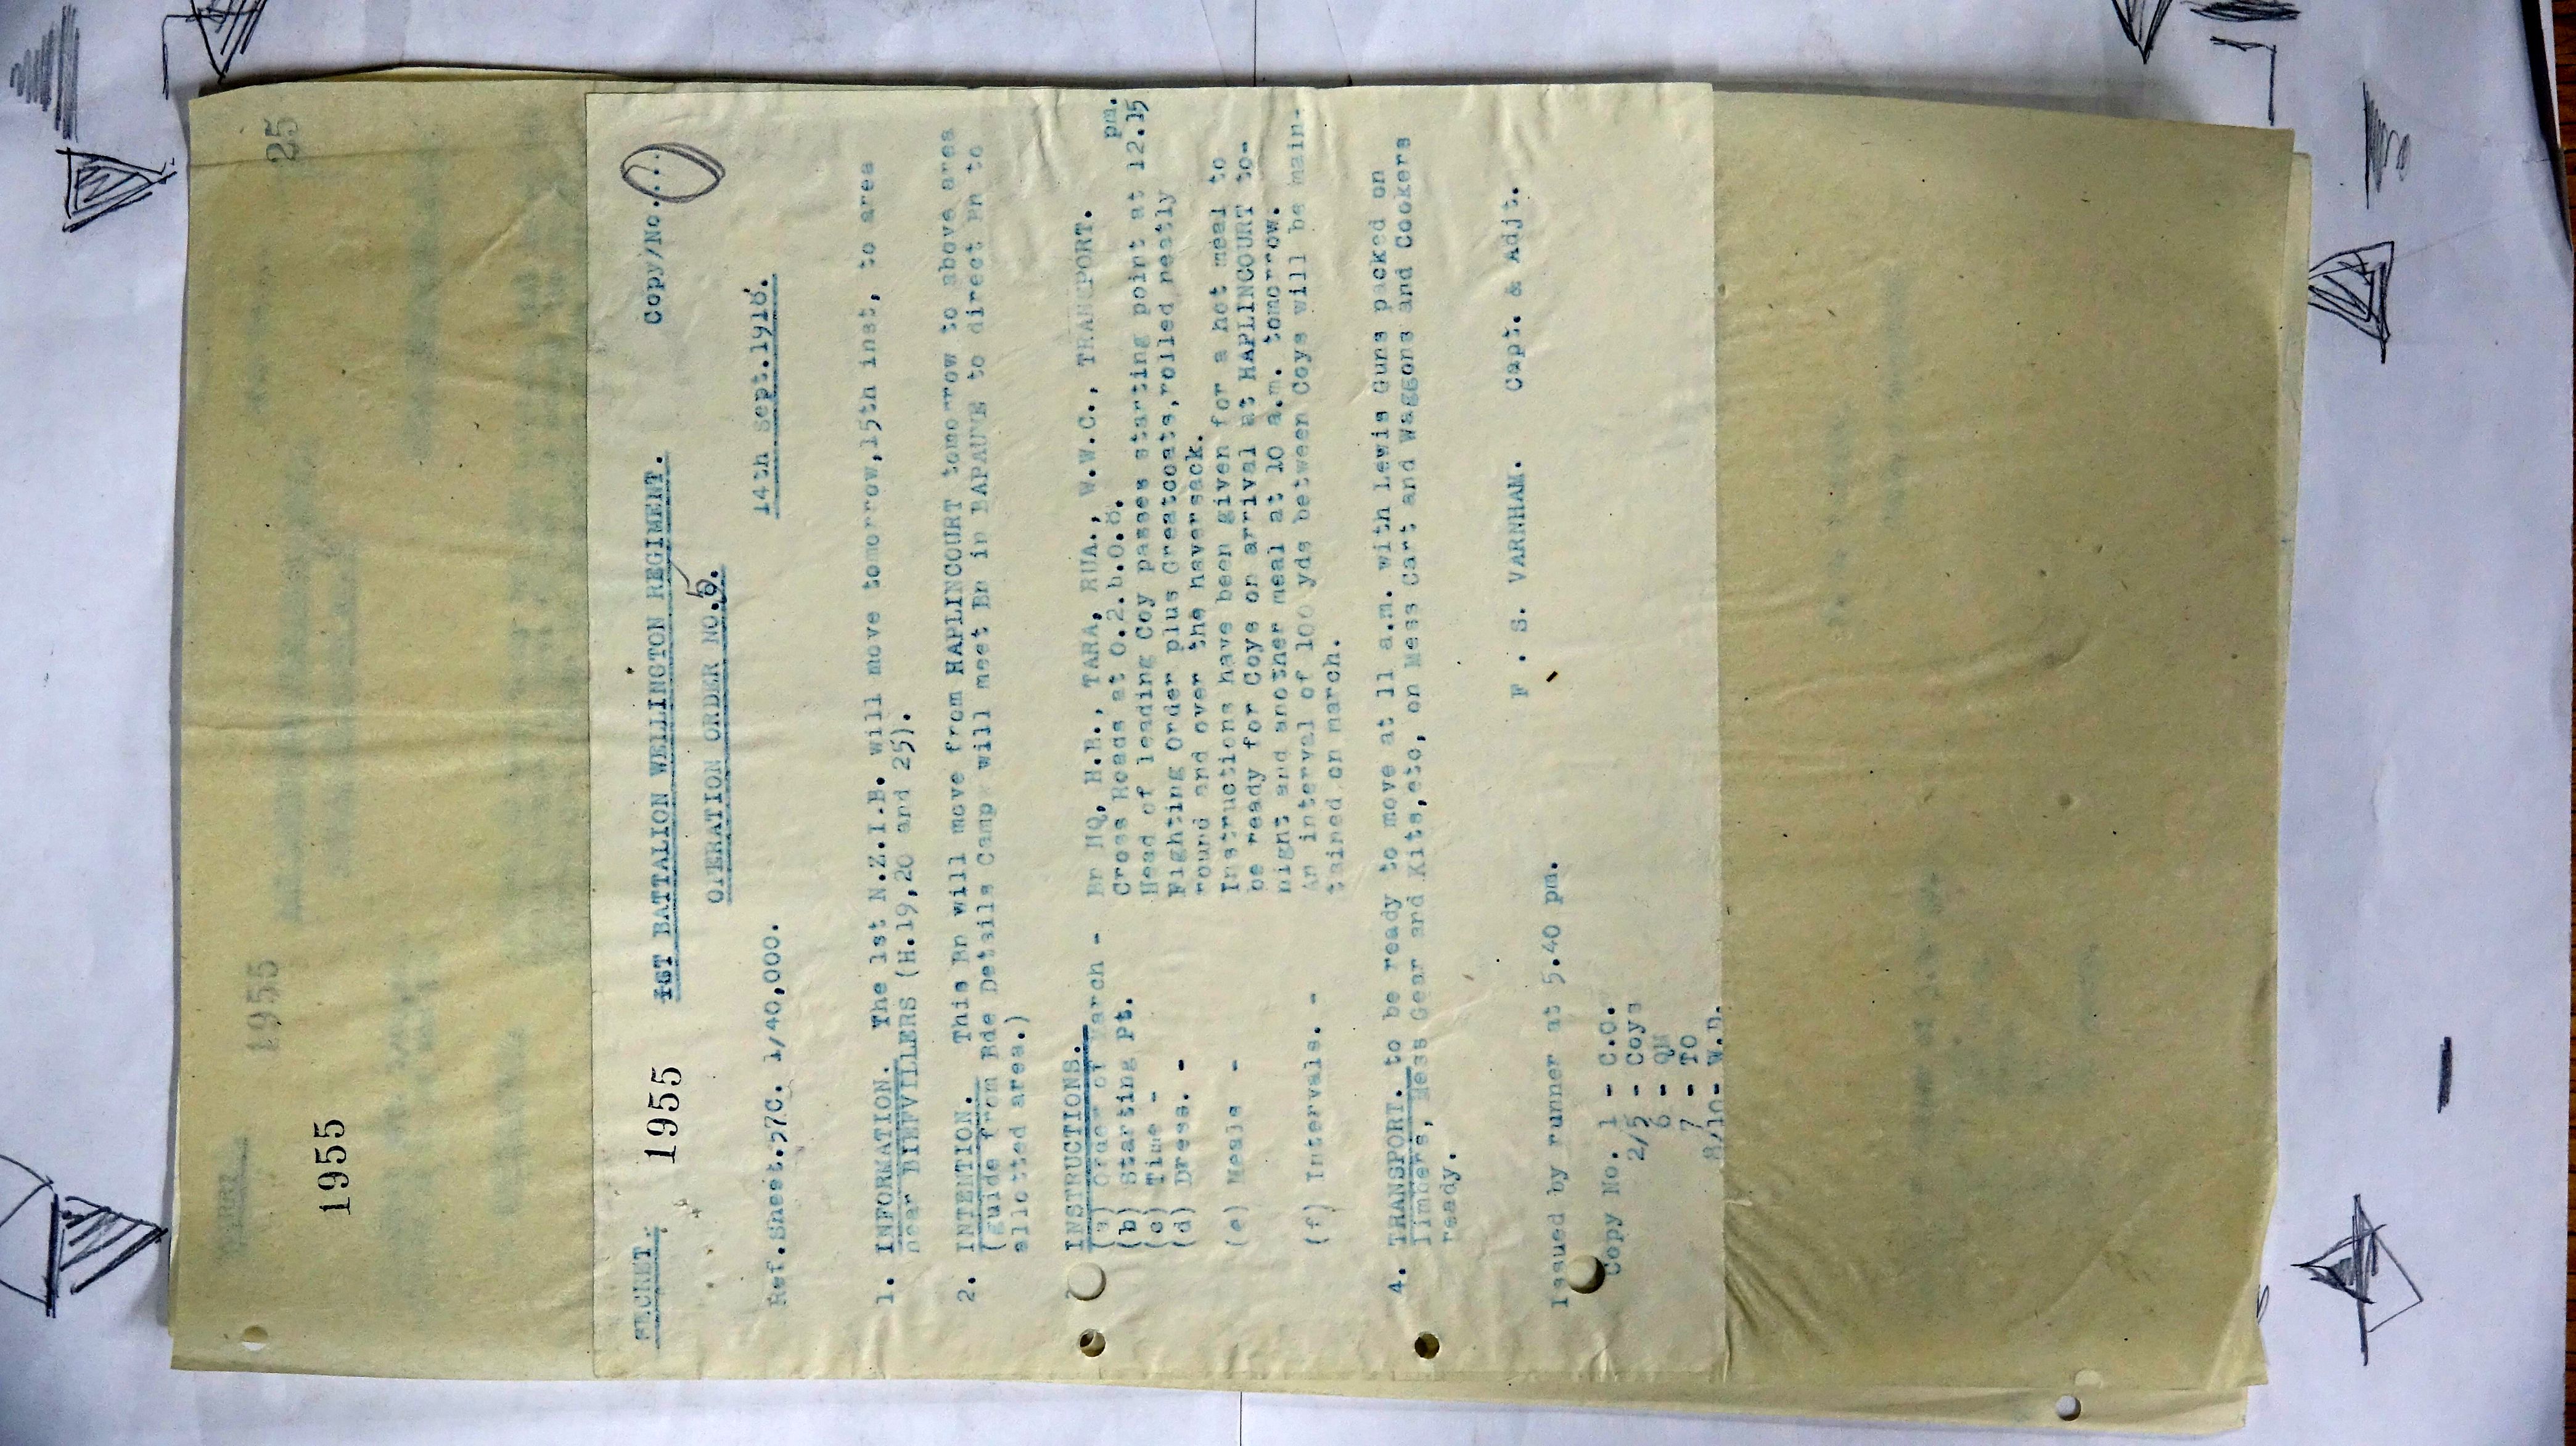 1955
SECRET. 1955 1ST BATTALION WELLINGTON REGIMENT. Copy/No....
OPERATION ORDER NO.5.
14th Sept.1918.
Ref.Sheet.57C. 1/40,000.
1. INFORMATION. The 1st N.Z.I.B. will move tomorrow,15th inst, to area
near BIEFVILLERS (H.19,20 and 25).
2. INTENTION. This Bn will move from HAPLINCOURT tomorrow to above area
(guide from Bde Details Camp will meet Bn in BAPAUME to direct Bn to
allotted area.)
INSTRUCTIONS.
(a) Order of March - Bn HQ, H.B., TARA, RUA., W.W.C., TRANSPORT.
(b) Starting Pt. Cross Roads at O.2.b.0.8.
(c) Time - Head of leading Coy passes starting point at 12.15 pm.
(d) Dress. - Fighting Order plus Greatcoats,rolled neatly
round and over the haversack.
(e) Meals - Instructions have been given for a hot meal to
be ready for Coys on arrival at HAPLINCOURT to-
night and another meal at 10 a.m. tomorrow.
(f) Intervals. - An interval of 100 yds between Coys will be main-
tained on march.
4. TRANSPORT. to be ready to move at 11 a.m. with Lewis Guns packed on
Limbers, Mess Gear and Kits,etc, on Mess Cart and Waggons and Cookers
ready.
F. S. VARNHAM. Capt. & Adjt.
Issued by runner at 5.40 pm.
Copy No. 1 - C.O.
2/5 - Coys
6 - QM
7 - TO
8/10- W.D.
1955
25